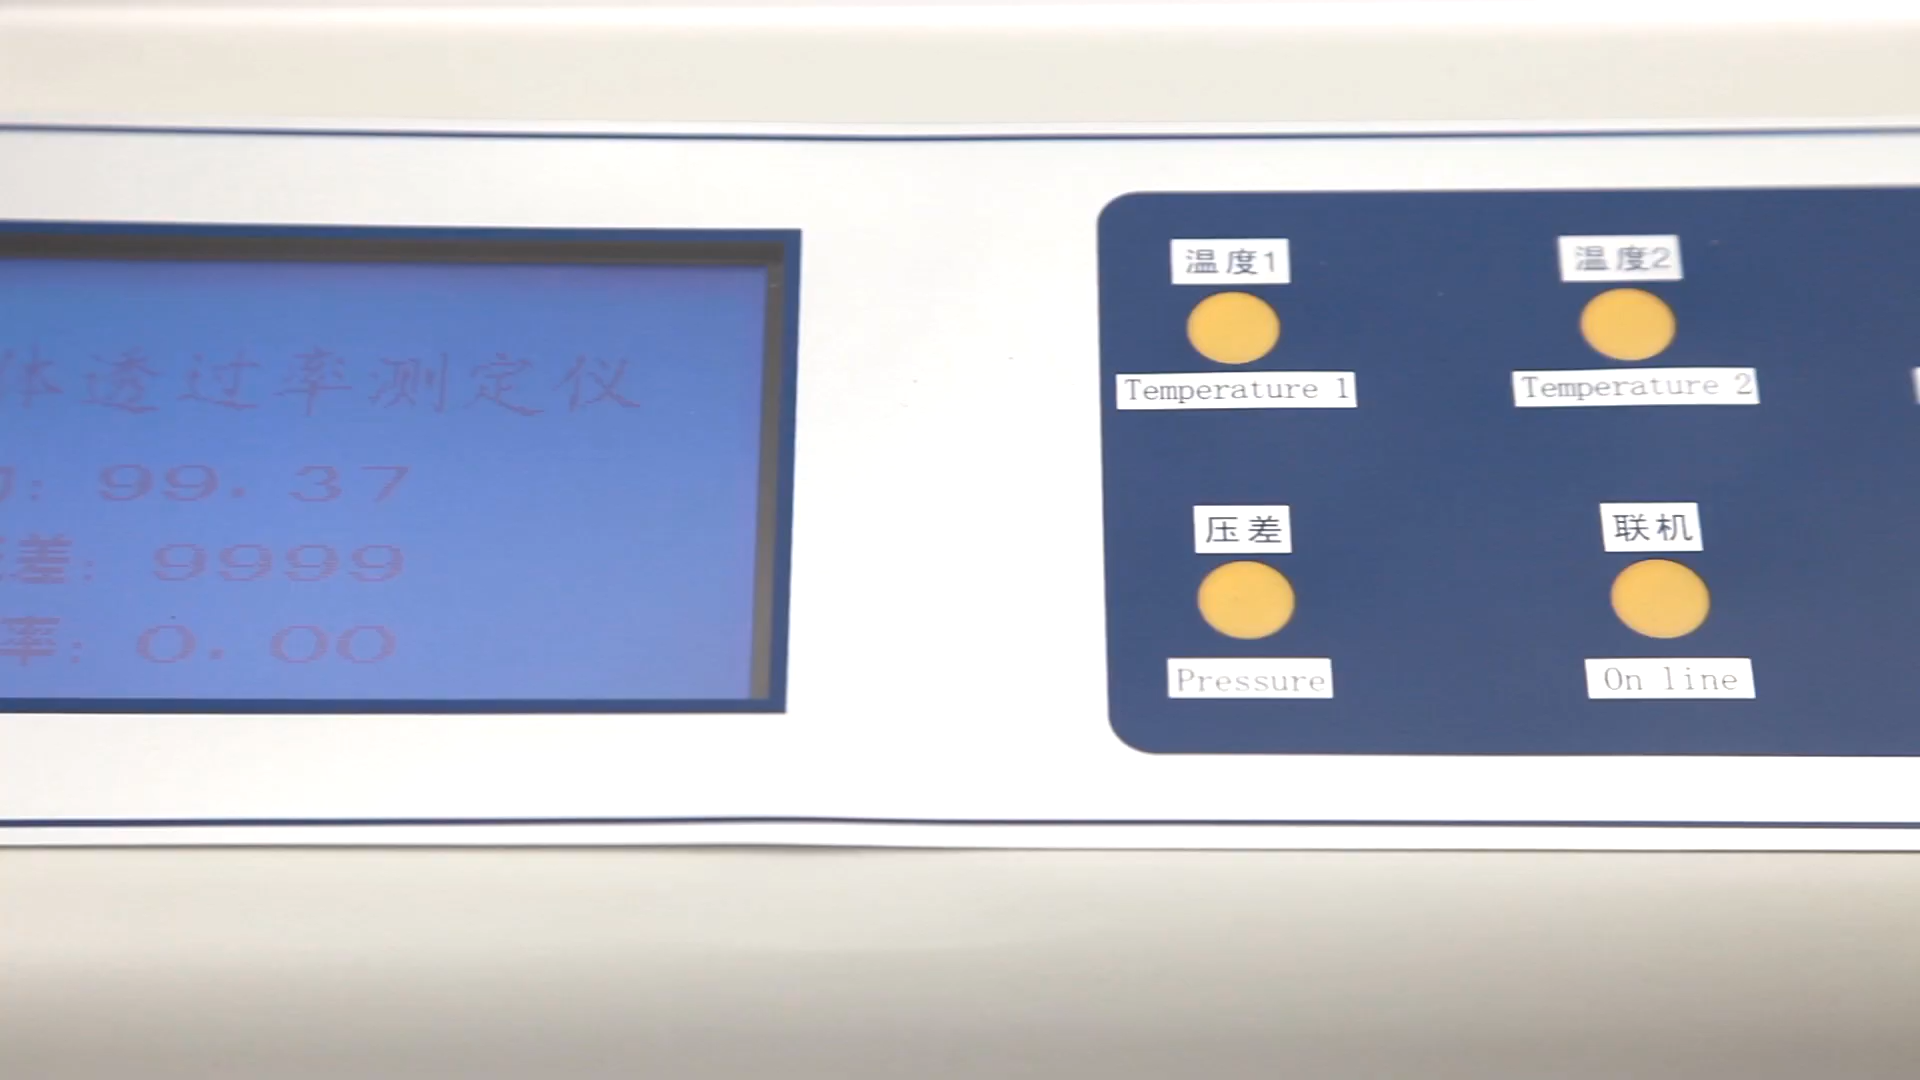 体透过率测定仪
: 99.37
差: 9999
率: 0.00
温度1
Temperature 1
温度2
Temperature 2
压差
Pressure
联机
On line